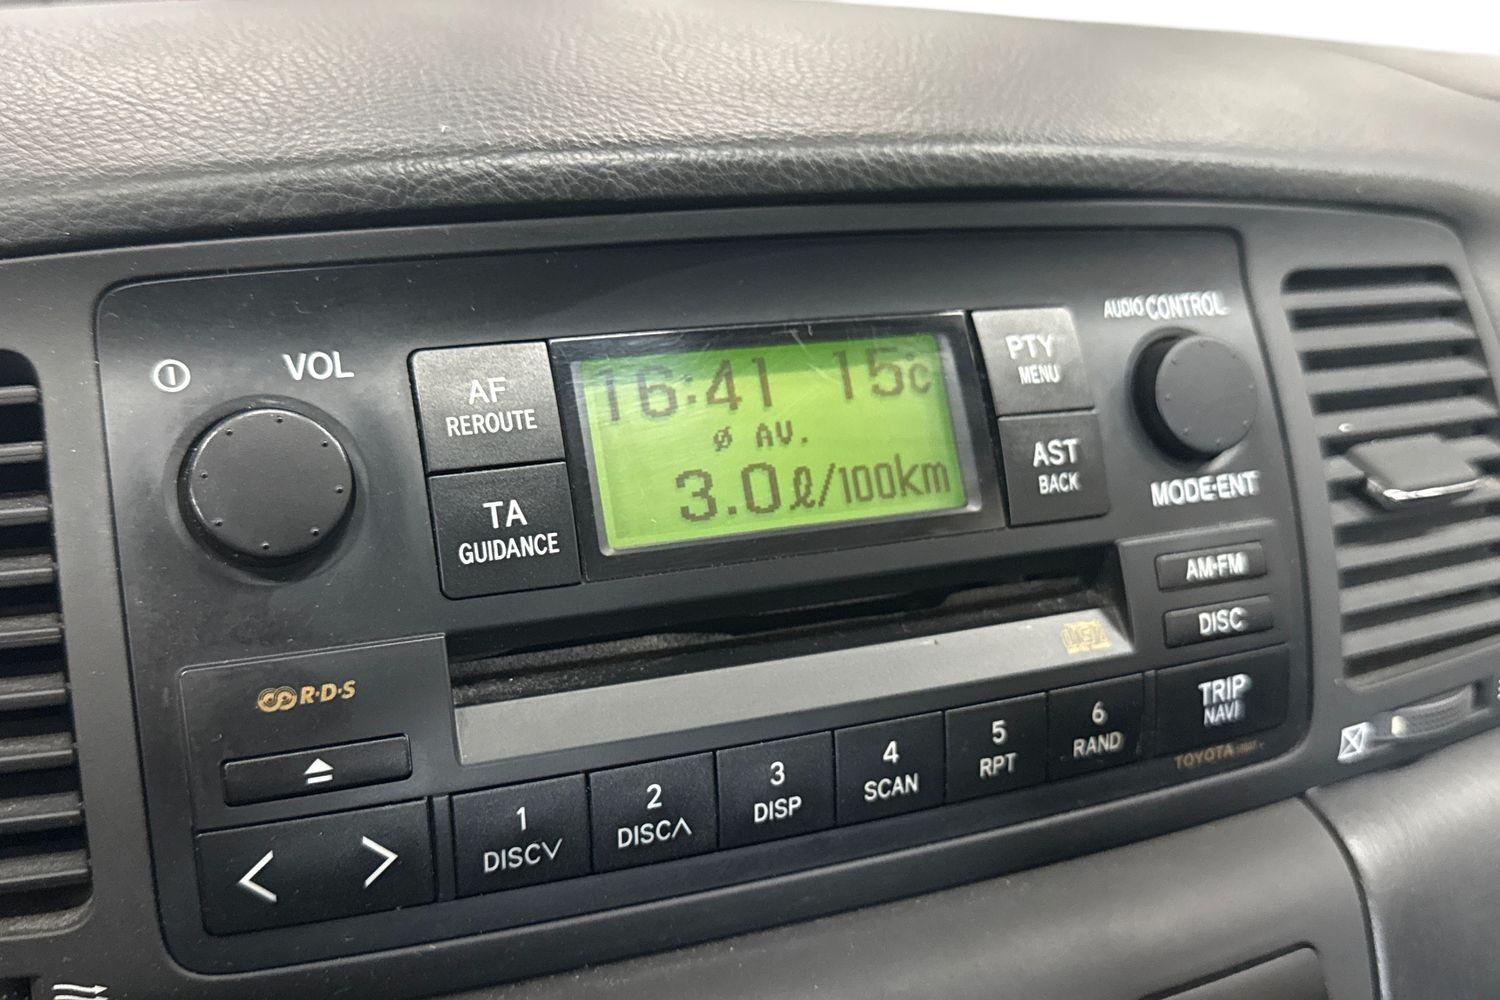 VOL
AUDIO CONTROL
AF
REROUTE
16:41 15°C
ø AV.
3.0ℓ/100km
PTY
MENU
TA
GUIDANCE
AST
BACK
MODE·ENT
AM·FM
DISC
R·D·S
TRIP
NAVI
TOYOTA
1
DISC∨
2
DISC∧
3
DISP
4
SCAN
5
RPT
6
RAND
< >